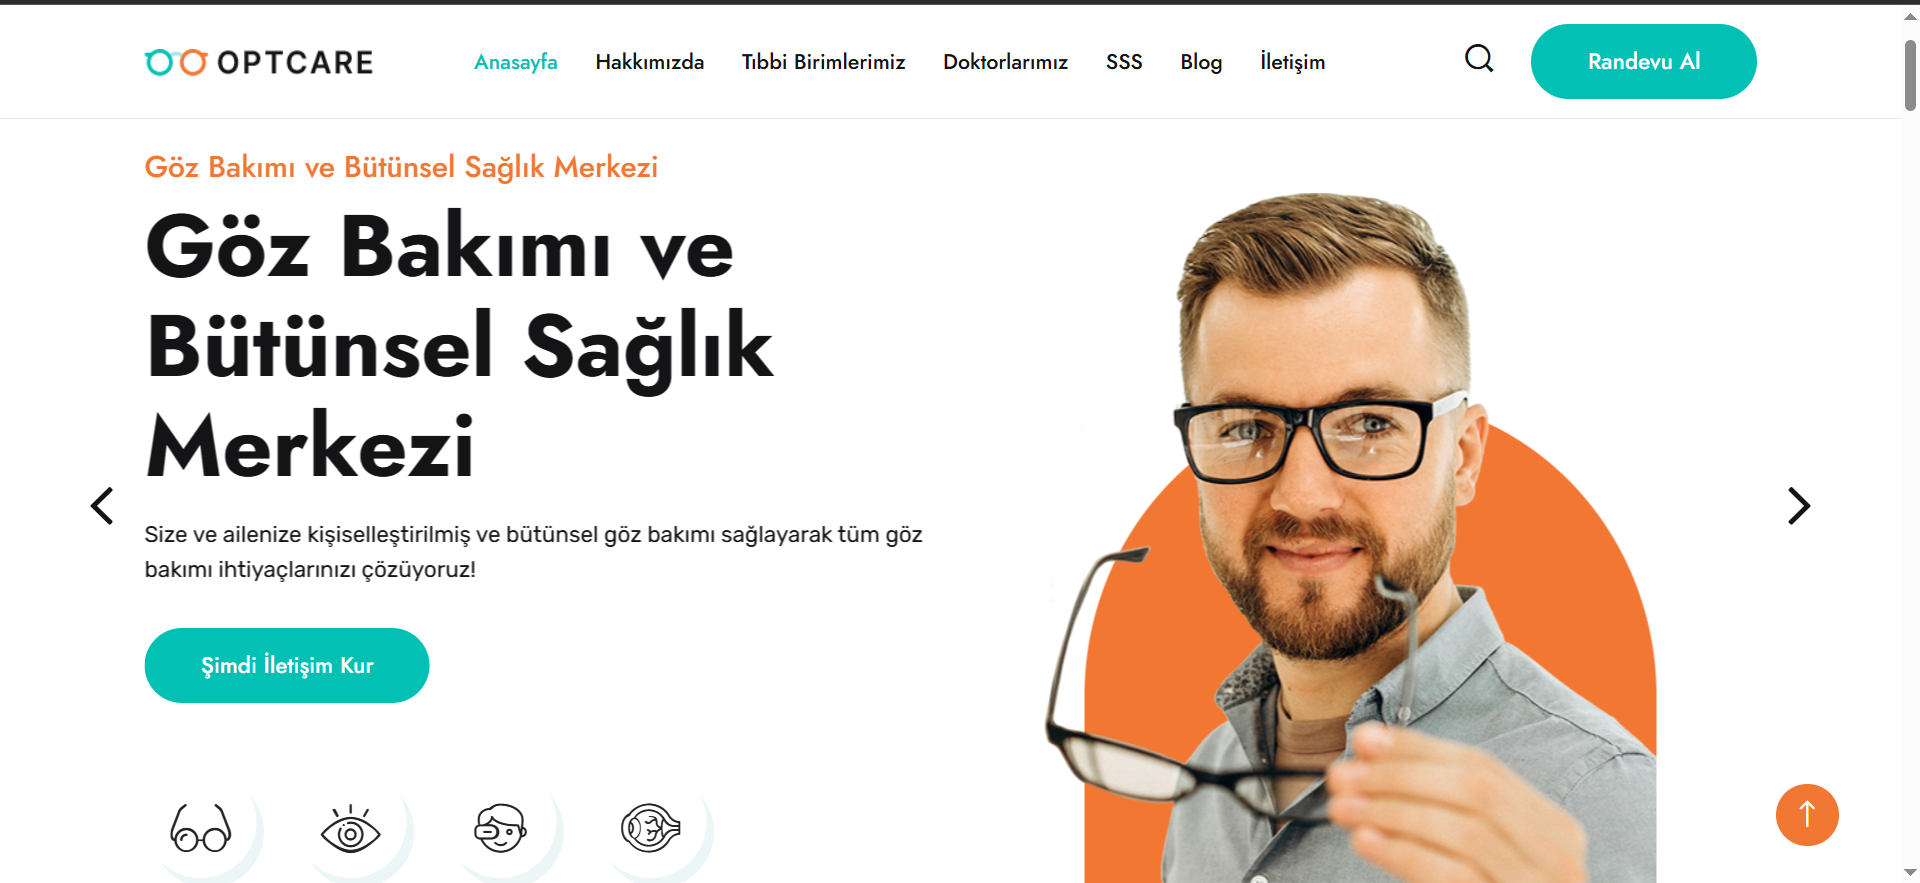 OPTCARE
Anasayfa
Hakkımızda
Tıbbi Birimlerimiz
Doktorlarımız
SSS
Blog
İletişim
Randevu Al
Göz Bakımı ve Bütünsel Sağlık Merkezi
Göz Bakımı ve
Bütünsel Sağlık
Merkezi
Size ve ailenize kişiselleştirilmiş ve bütünsel göz bakımı sağlayarak tüm göz
bakımı ihtiyaçlarınızı çözüyoruz!
Şimdi İletişim Kur